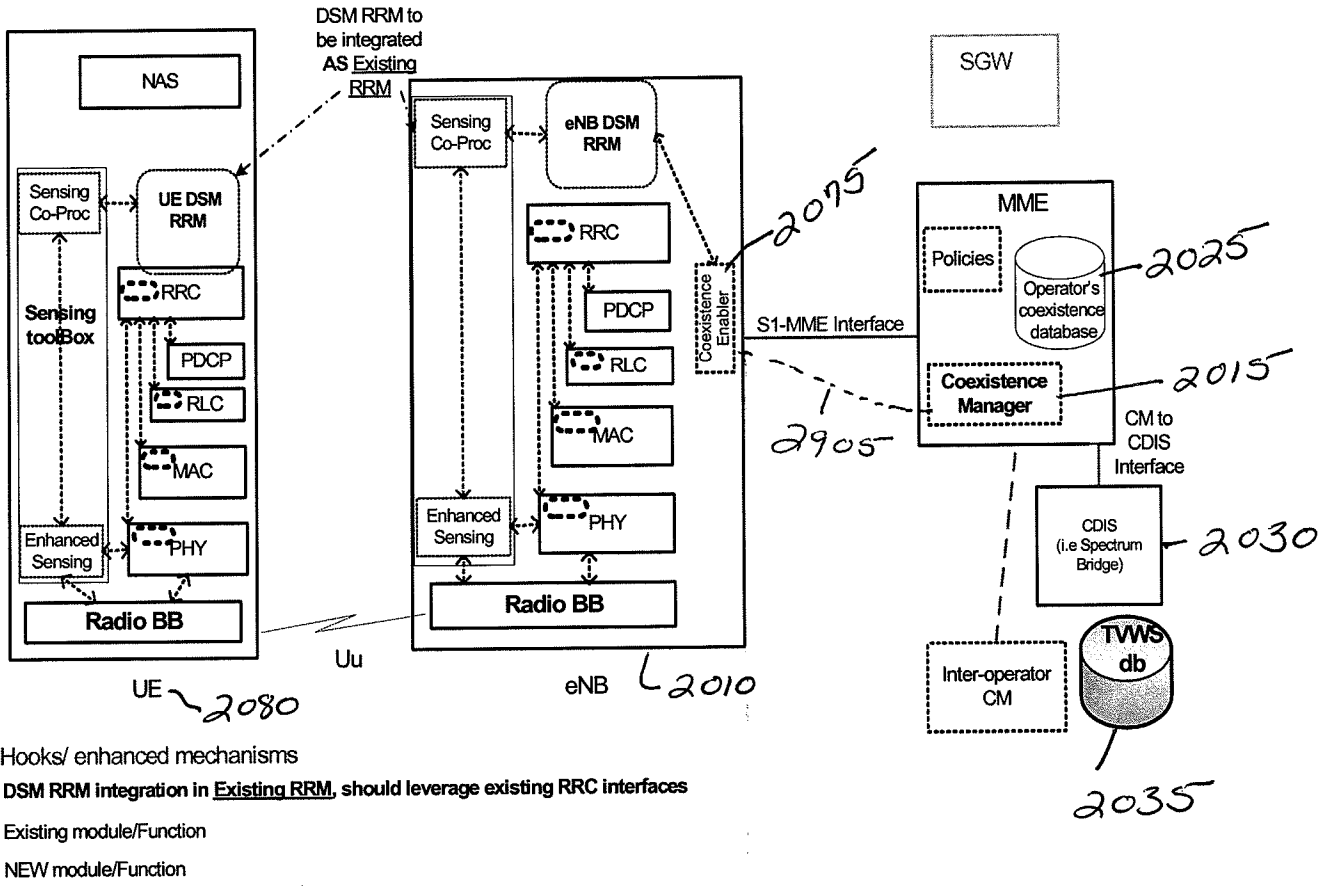 DSM RRM to
be integrated
AS Existing
RRM
NAS
Sensing
Co-Proc
UE DSM
RRM
RRC
Sensing
toolBox
PDCP
RLC
MAC
Enhanced
Sensing
PHY
Radio BB
UE
2080
Uu
Sensing
Co-Proc
eNB DSM
RRM
RRC
PDCP
RLC
MAC
Enhanced
Sensing
PHY
Radio BB
eNB
2010
Coexistence
Enabler
2075
S1-MME Interface
2905
SGW
MME
Policies
Operator's
coexistence
database
2025
Coexistence
Manager
2015
CM to
CDIS
Interface
CDIS
(i.e Spectrum
Bridge)
2030
Inter-operator
CM
TVWS
db
2035
Hooks/ enhanced mechanisms
DSM RRM integration in Existing RRM, should leverage existing RRC interfaces
Existing module/Function
NEW module/Function